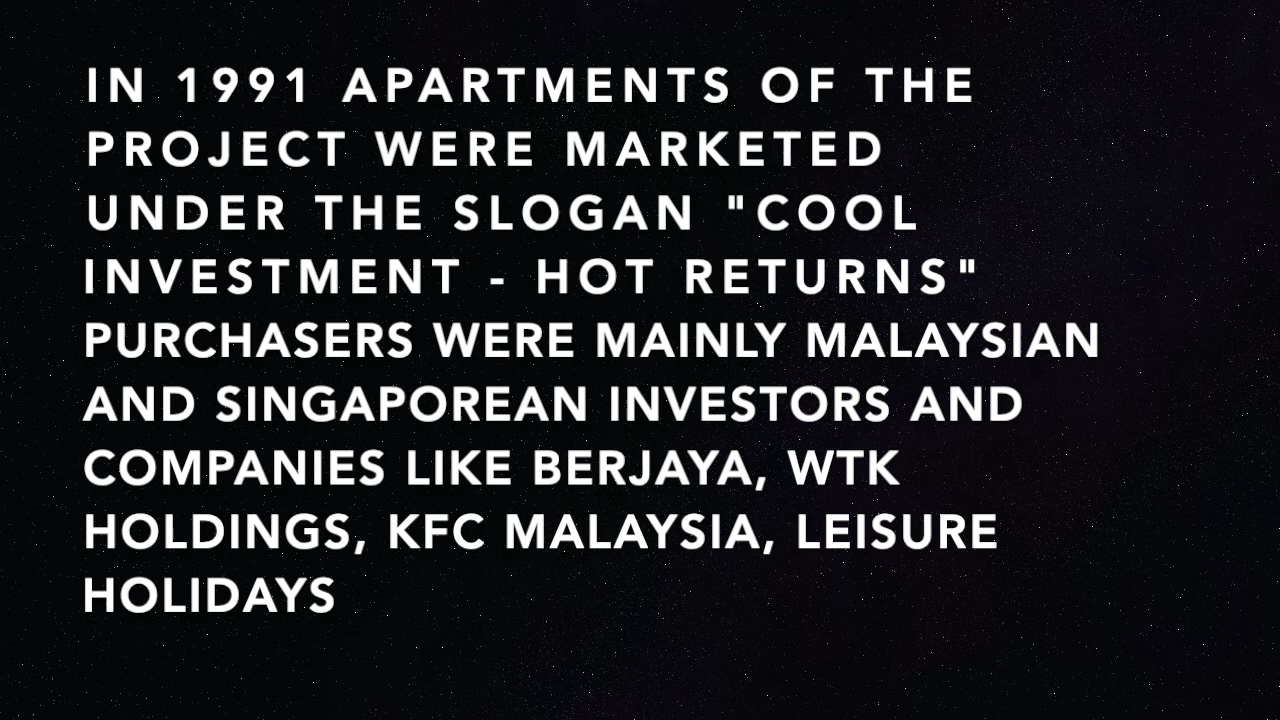 IN 1991 APARTMENTS OF THE
PROJECT WERE MARKETED
UNDER THE SLOGAN "COOL
INVESTMENT - HOT RETURNS"
PURCHASERS WERE MAINLY MALAYSIAN
AND SINGAPOREAN INVESTORS AND
COMPANIES LIKE BERJAYA, WTK
HOLDINGS, KFC MALAYSIA, LEISURE
HOLIDAYS